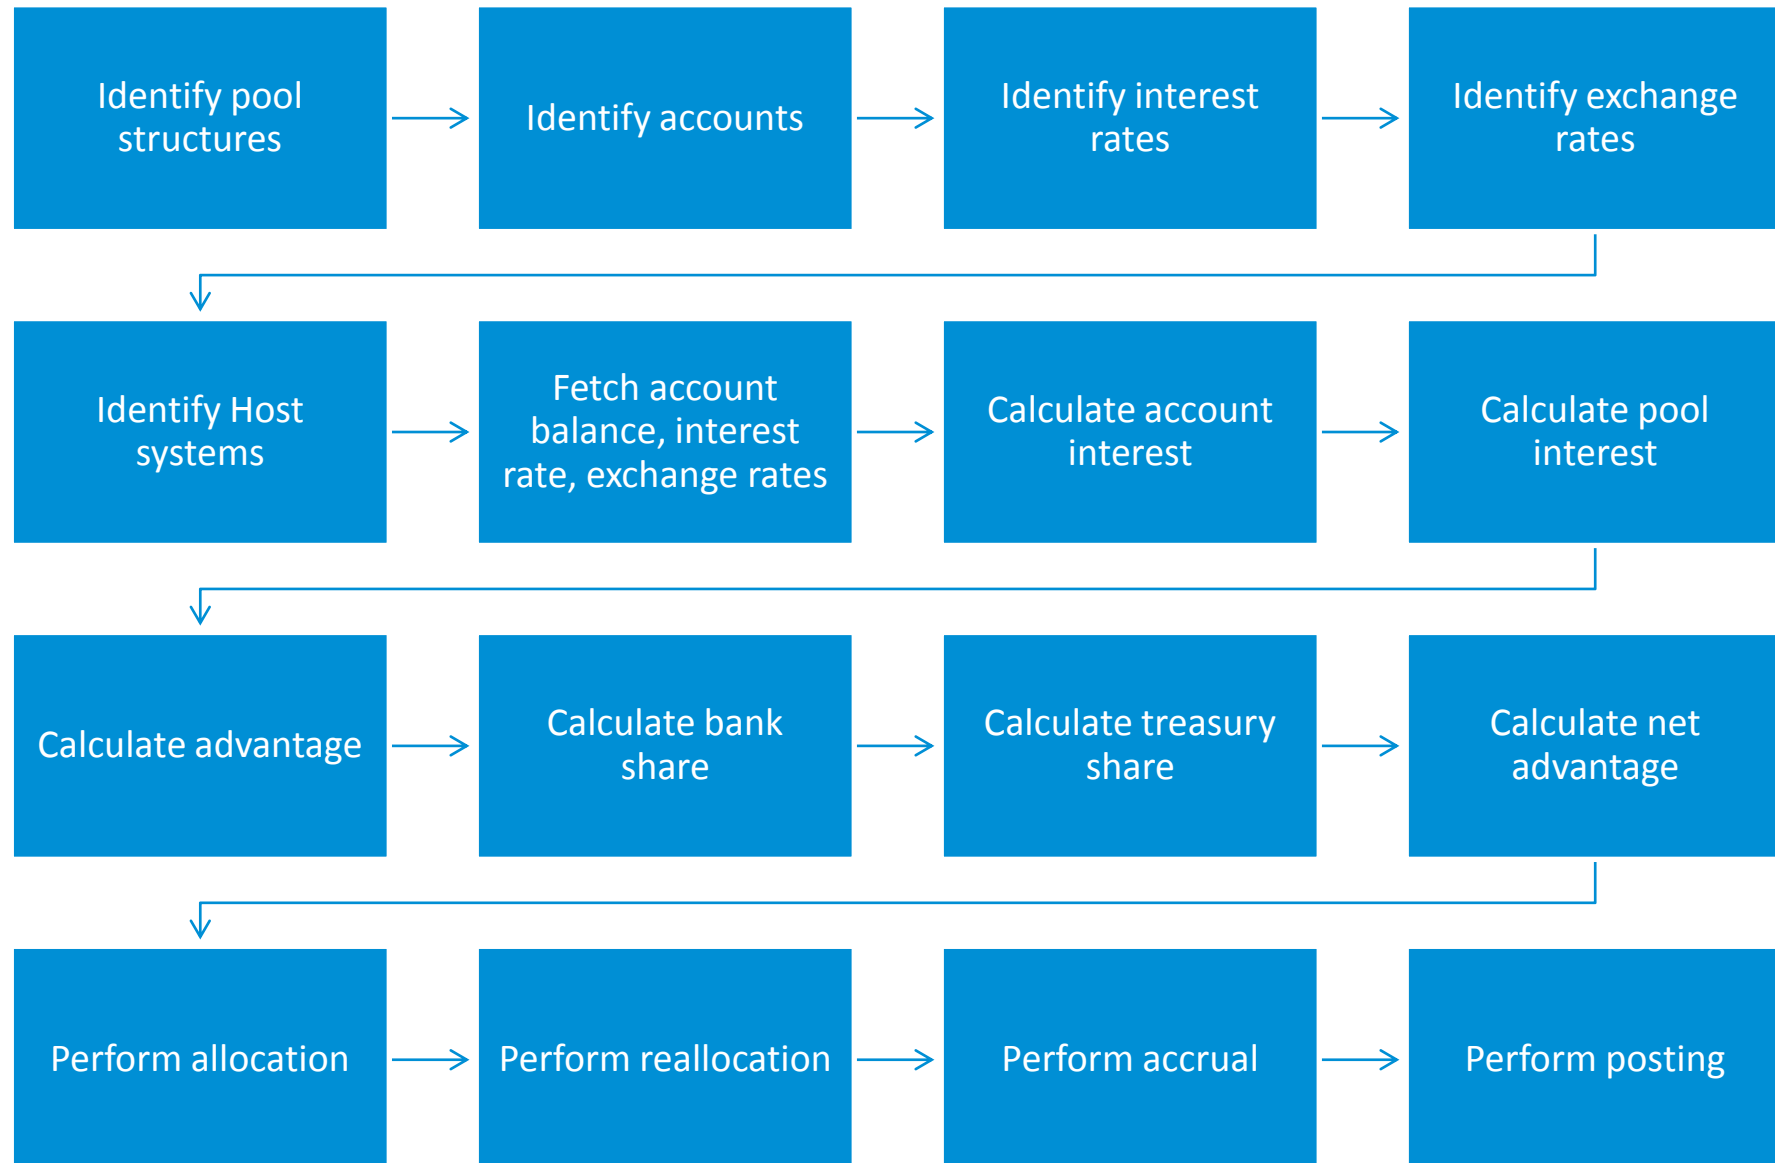 Identify pool
structures
Identify accounts
Identify interest
rates
Identify exchange
rates
Identify Host
systems
Fetch account
balance, interest
rate, exchange rates
Calculate account
interest
Calculate pool
interest
Calculate advantage
Calculate bank
share
Calculate treasury
share
Calculate net
advantage
Perform allocation
Perform reallocation
Perform accrual
Perform posting